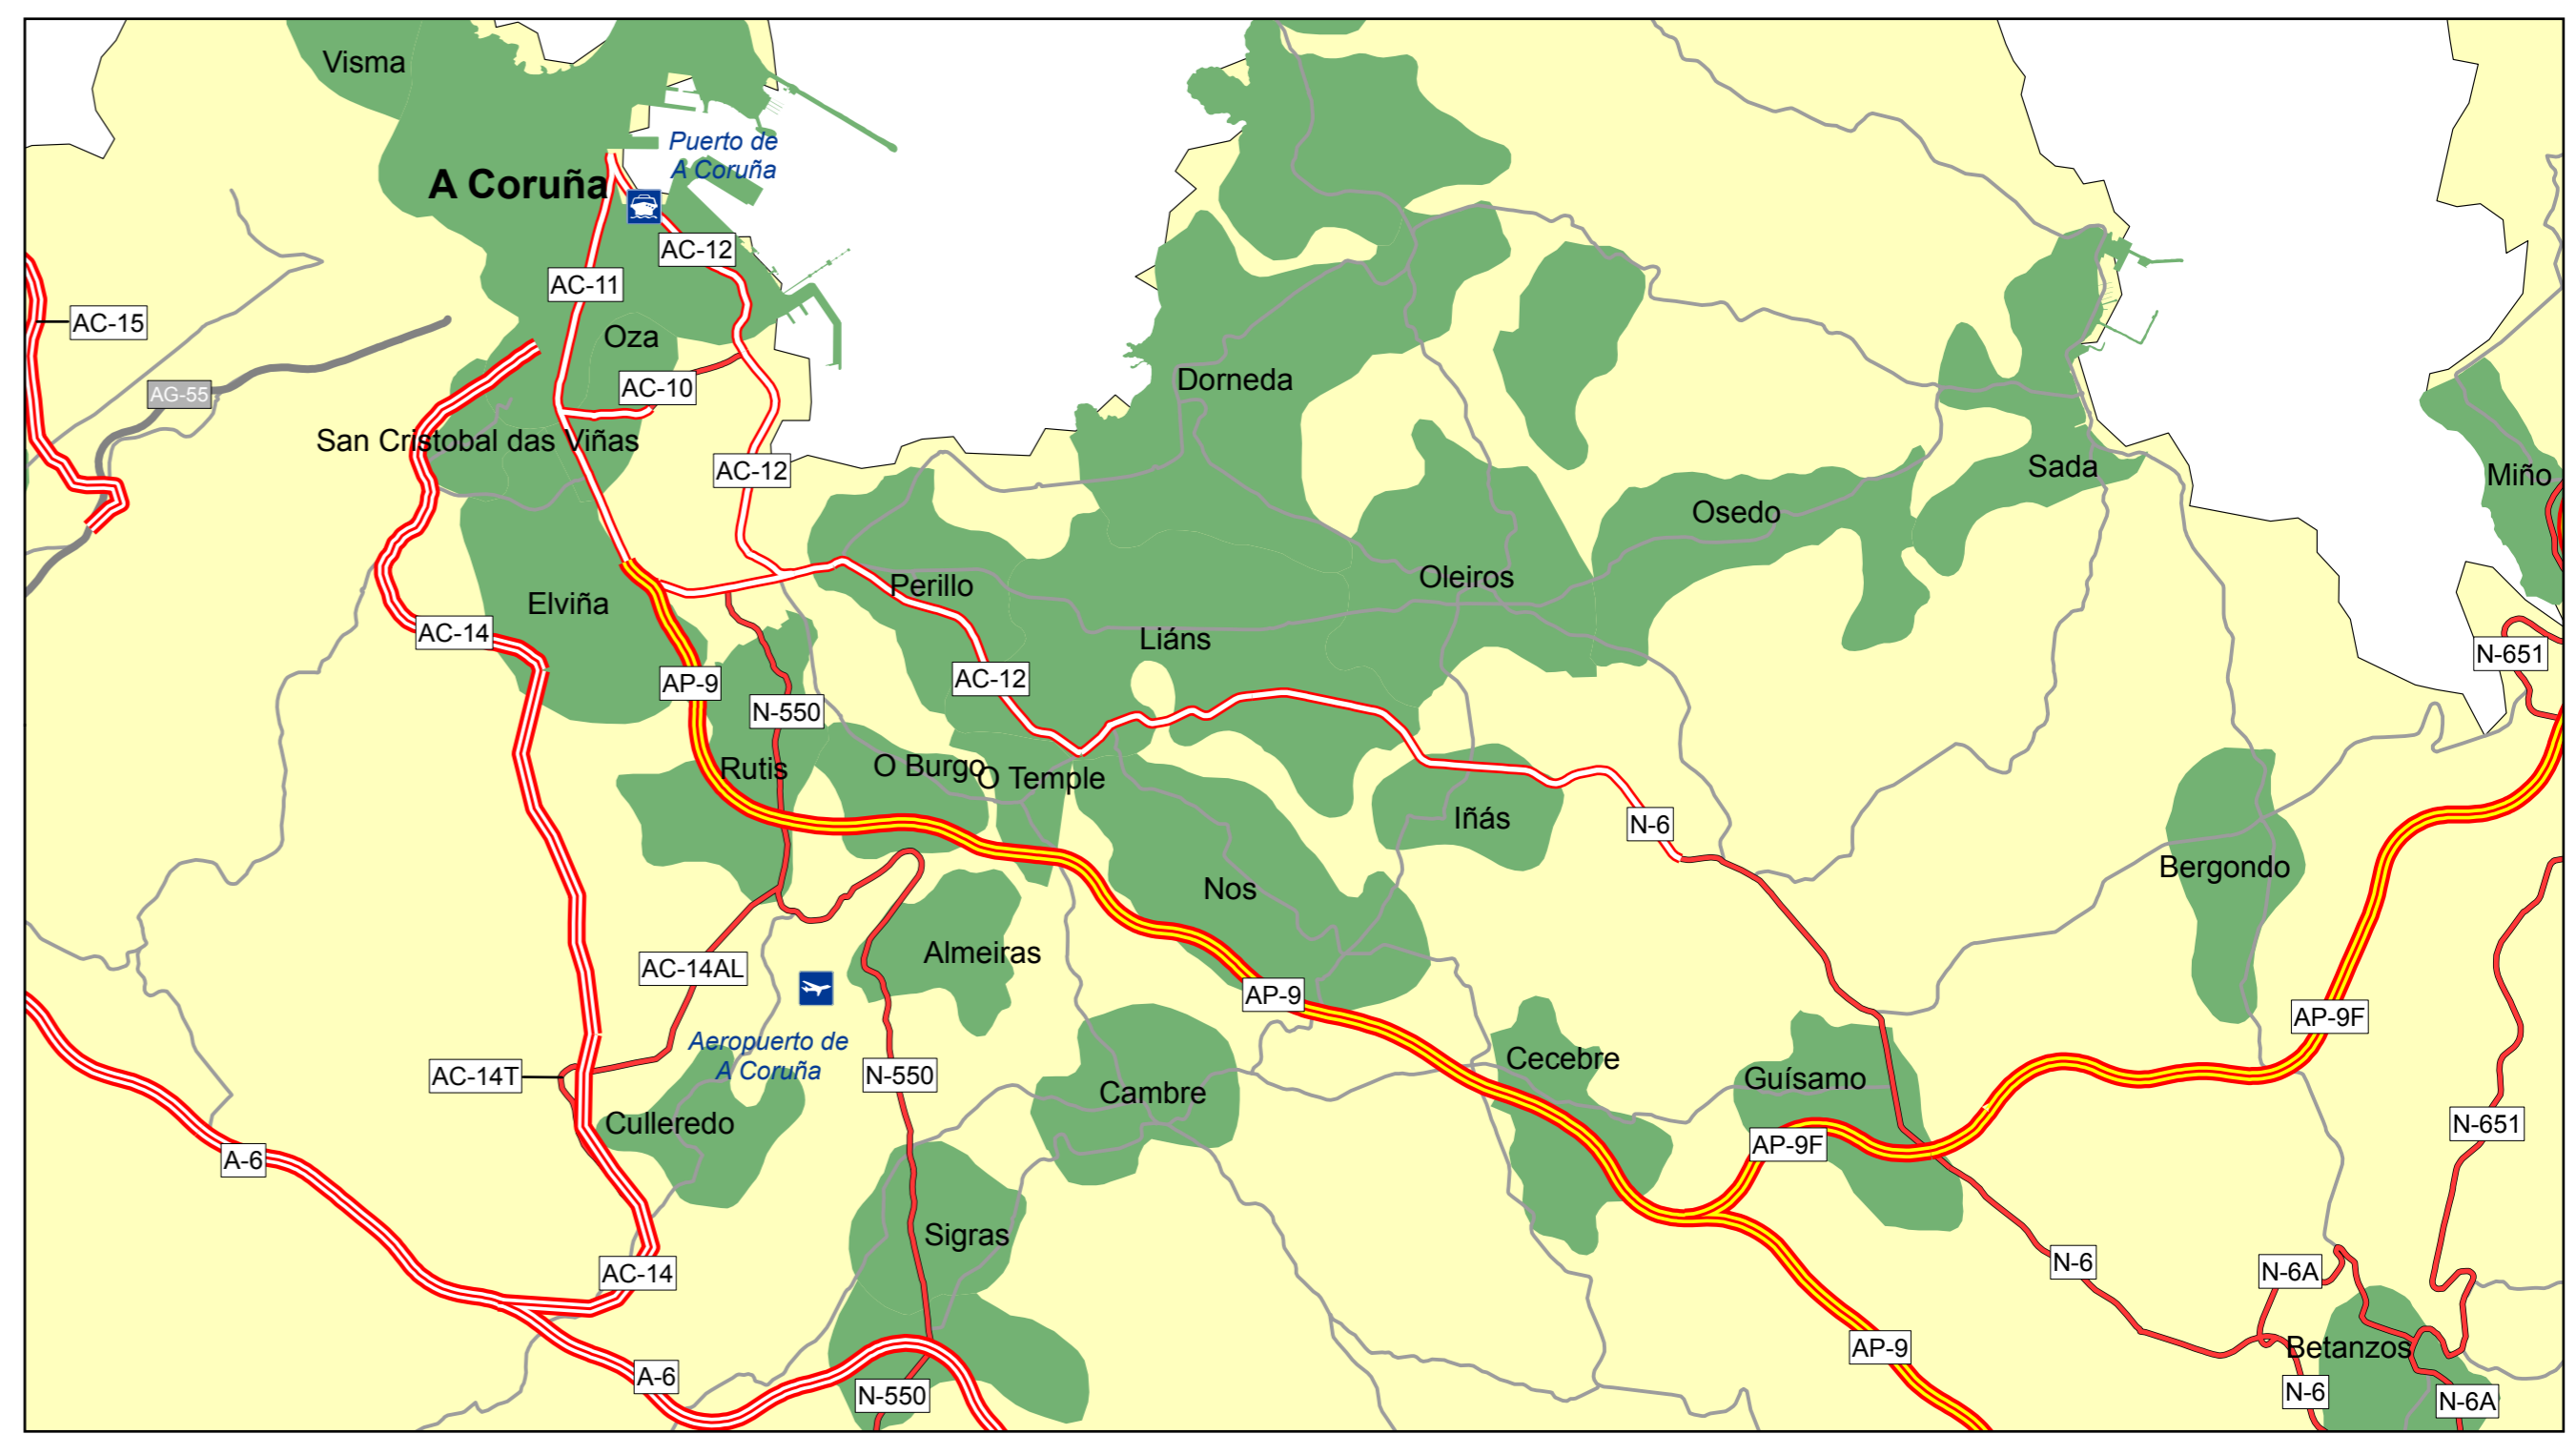 Visma
Puerto de
A Coruña
A Coruña
AC-12
AC-11
AC-15
Oza
AC-10
AG-55
Dorneda
San Cristobal das Viñas
AC-12
Sada
Miño
Osedo
Oleiros
Perillo
Elviña
AC-14
Liáns
N-651
AC-12
AP-9
N-550
Rutis
O Burgo
O Temple
Iñás
N-6
Bergondo
Nos
Almeiras
AC-14AL
AP-9
AP-9F
Aeropuerto de
A Coruña
Cecebre
AC-14T
N-550
Guísamo
Cambre
Culleredo
N-651
AP-9F
A-6
Sigras
N-6
N-6A
AC-14
Betanzos
AP-9
A-6
N-550
N-6
N-6A